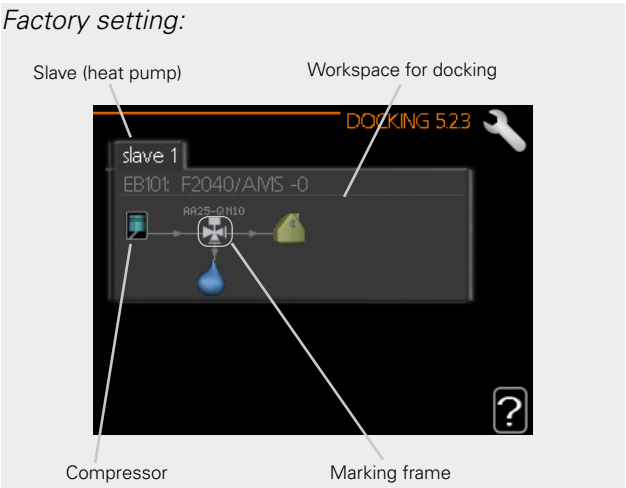 Factory setting:
Slave (heat pump)
Workspace for docking
DOCKING 5.2.3
slave 1
EB101: F2040/AMS -0
AA25-QN10
?
Compressor
Marking frame